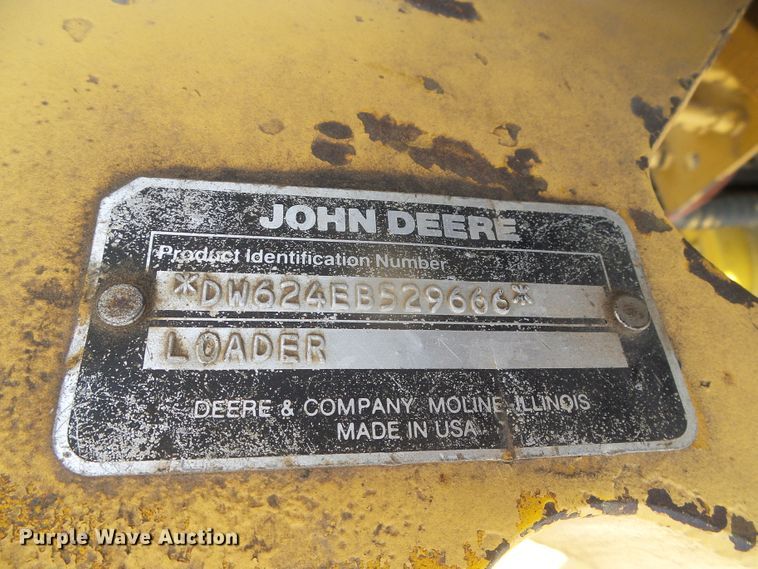 JOHN DEERE
Product Identification Number
*DW624EB529666*
LOADER
DEERE & COMPANY MOLINE, ILLINOIS
MADE IN USA
Purple Wave Auction